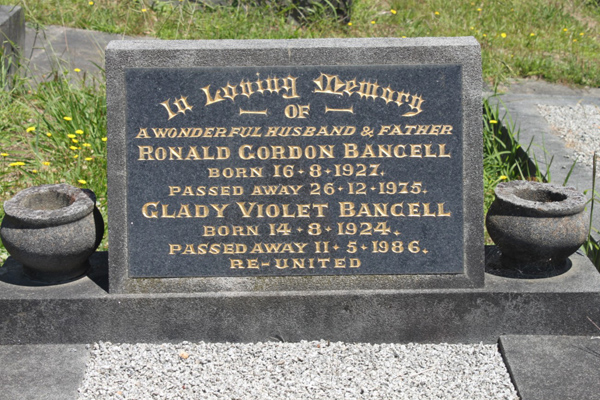 In Loving Memory
OF
A WONDERFUL HUSBAND & FATHER
RONALD GORDON BANCELL
BORN 16-8-1927.
PASSED AWAY 26-12-1975.
GLADY VIOLET BANCELL
BORN 14-8-1924.
PASSED AWAY 11-5-1986.
RE-UNITED